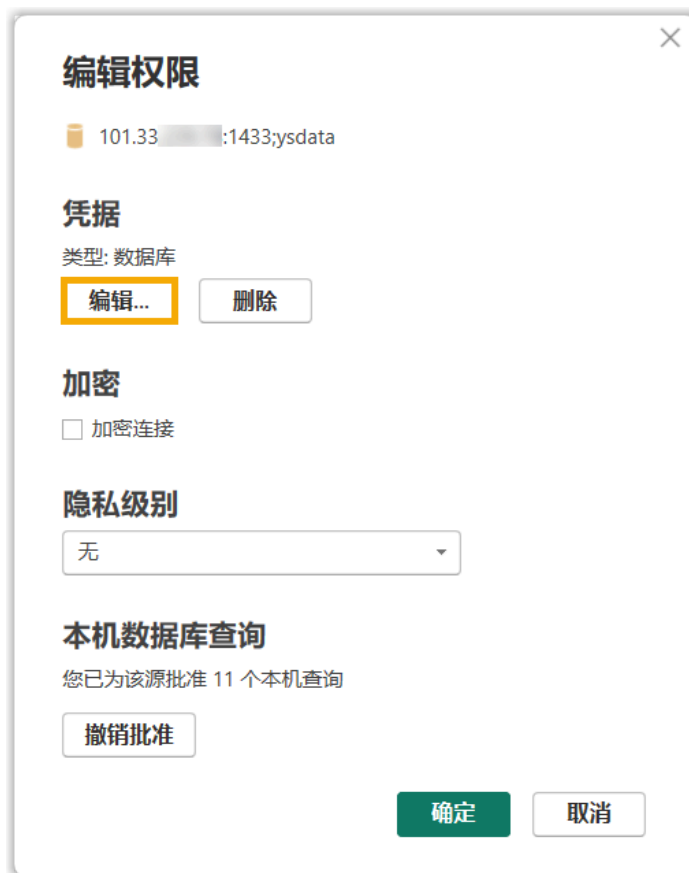 编辑权限
101.33 :1433;ysdata
凭据
类型: 数据库
编辑...
删除
加密
加密连接
隐私级别
无
本机数据库查询
您已为该源批准 11 个本机查询
撤销批准
确定
取消